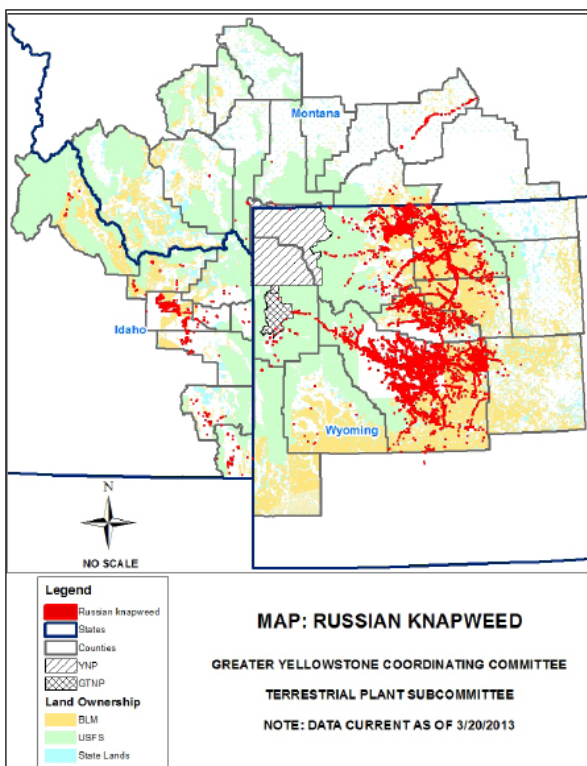 Montana
Idaho
Wyoming
N
NO SCALE
Legend
Russian knapweed
States
Counties
YNP
GTNP
Land Ownership
BLM
USFS
State Lands
MAP: RUSSIAN KNAPWEED
GREATER YELLOWSTONE COORDINATING COMMITTEE
TERRESTRIAL PLANT SUBCOMMITTEE
NOTE: DATA CURRENT AS OF 3/20/2013